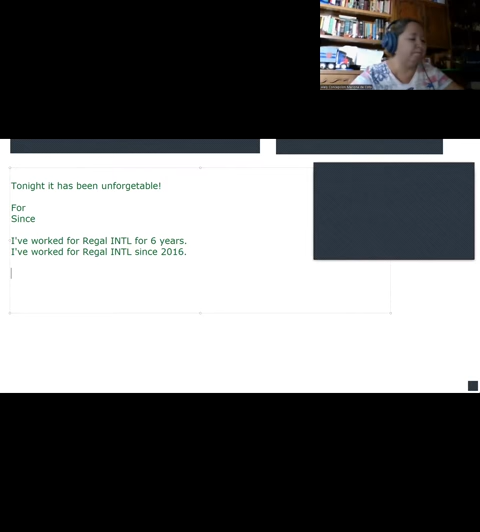 Tonight it has been unforgetable!
For
Since
I've worked for Regal INTL for 6 years.
I've worked for Regal INTL since 2016.